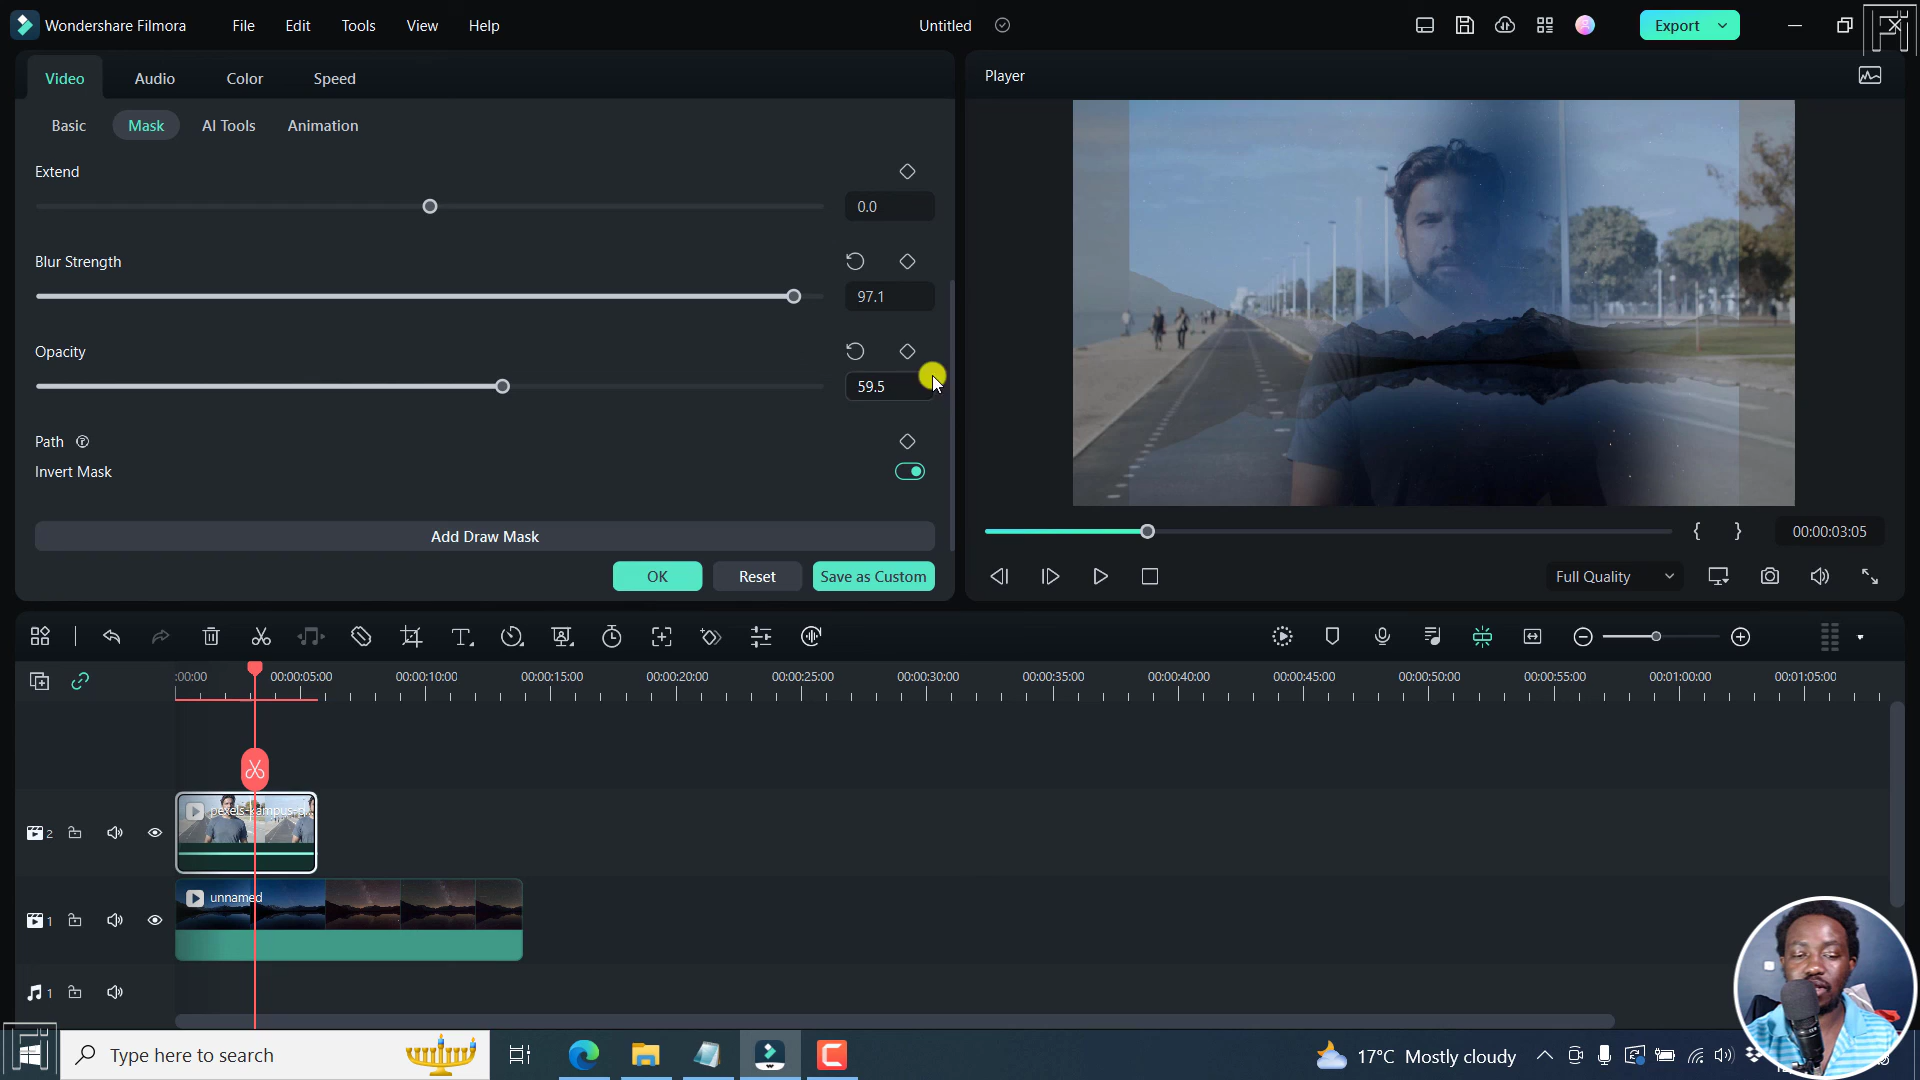 Wondershare Filmora File Edit Tools View Help Untitled Export
Video Audio Color Speed
Player
Basic Mask AI Tools Animation
Extend
0.0
Blur Strength
97.1
Opacity
59.5
Path
Invert Mask
Add Draw Mask
OK Reset Save as Custom
{ } 00:00:03:05
Full Quality
:00:00 00:00:05:00 00:00:10:00 00:00:15:00 00:00:20:00 00:00:25:00 00:00:30:00 00:00:35:00 00:00:40:00 00:00:45:00 00:00:50:00 00:00:55:00 00:01:00:00 00:01:05:00
pexels-kampus-
2
unnamed
1
1
Type here to search
17°C Mostly cloudy